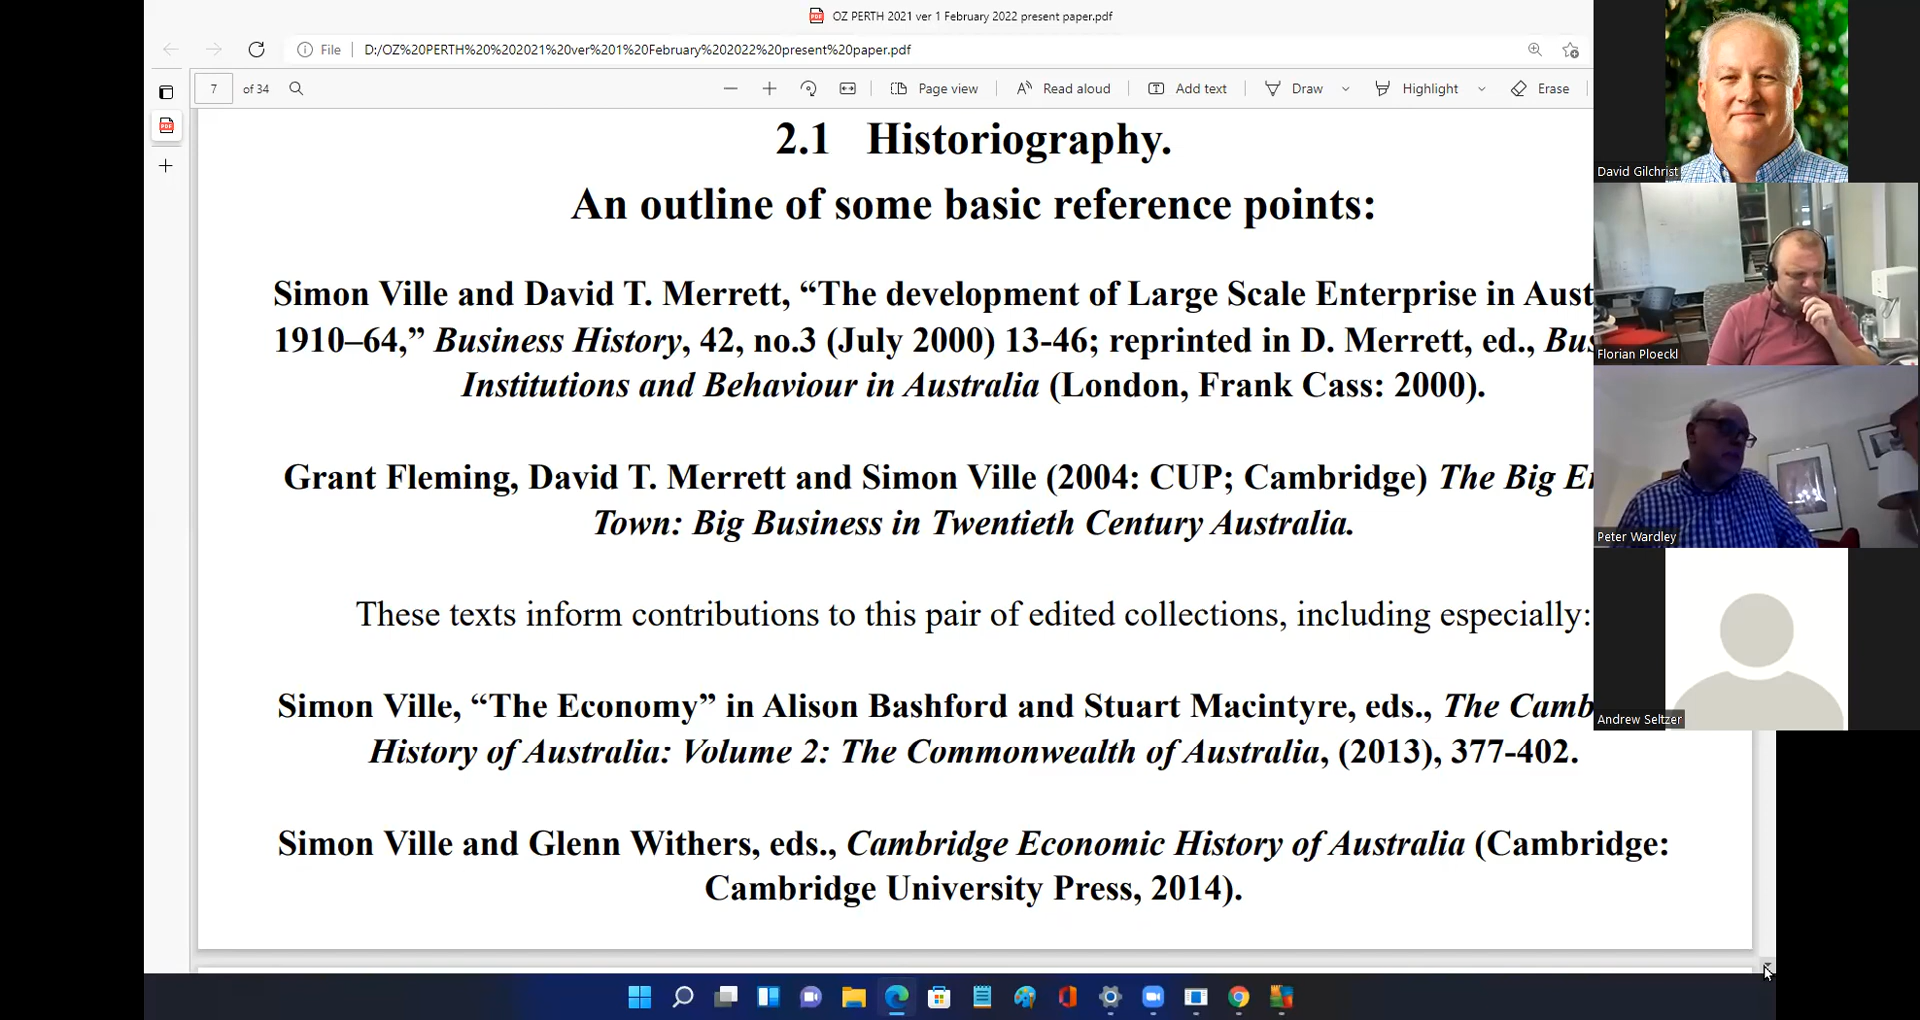 OZ PERTH 2021 ver 1 February 2022 present paper.pdf
File | D:/OZ%20PERTH%20%202021%20ver%201%20February%202022%20present%20paper.pdf
7 of 34 Page view Read aloud Add text Draw Highlight Erase
2.1 Historiography.
An outline of some basic reference points:
Simon Ville and David T. Merrett, “The development of Large Scale Enterprise in Aust
1910–64,” Business History, 42, no.3 (July 2000) 13-46; reprinted in D. Merrett, ed., Bus
Institutions and Behaviour in Australia (London, Frank Cass: 2000).
Grant Fleming, David T. Merrett and Simon Ville (2004: CUP; Cambridge) The Big En
Town: Big Business in Twentieth Century Australia.
These texts inform contributions to this pair of edited collections, including especially:
Simon Ville, “The Economy” in Alison Bashford and Stuart Macintyre, eds., The Camb
History of Australia: Volume 2: The Commonwealth of Australia, (2013), 377-402.
Simon Ville and Glenn Withers, eds., Cambridge Economic History of Australia (Cambridge:
Cambridge University Press, 2014).
David Gilchrist
Florian Ploeckl
Peter Wardley
Andrew Seltzer